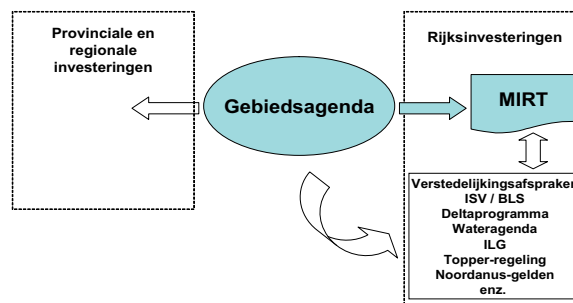 Provinciale en
regionale
investeringen
Gebiedsagenda
Rijksinvesteringen
MIRT
Verstedelijkingsafspraken
ISV / BLS
Deltaprogramma
Wateragenda
ILG
Topper-regeling
Noordanus-gelden
enz.